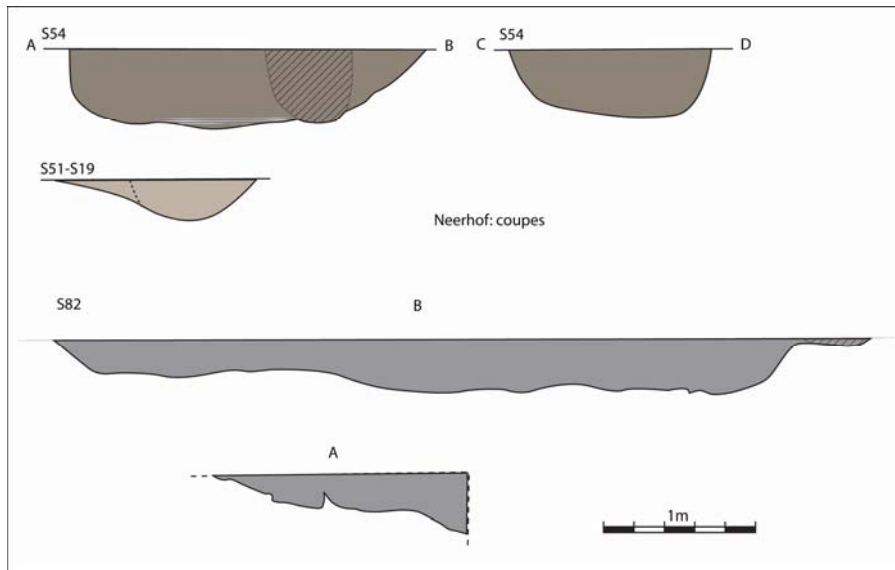 S54
A B
S54
C D
S51-S19
Neerhof: coupes
S82
B
A
1m